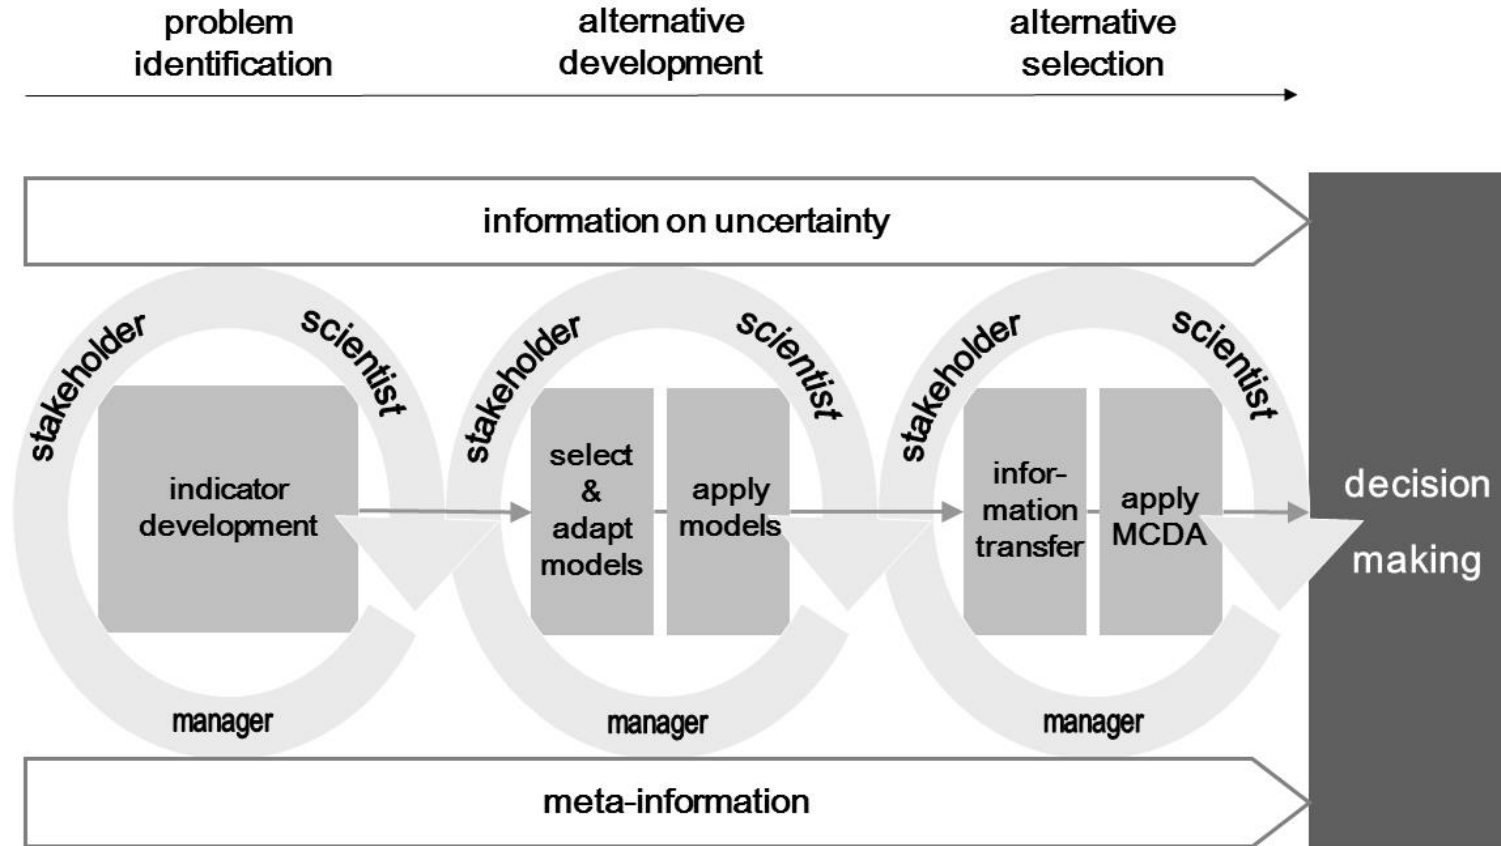 problem
identification
alternative
development
alternative
selection
information on uncertainty
stakeholder
scientist
indicator
development
manager
stakeholder
scientist
select
&
adapt
models
apply
models
manager
stakeholder
scientist
infor-
mation
transfer
apply
MCDA
manager
decision
making
meta-information